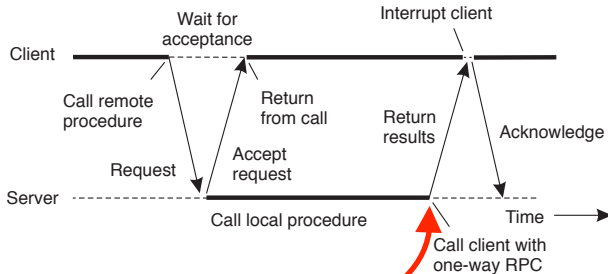 Wait for
acceptance
Interrupt client
Client
Call remote
procedure
Return
from call
Return
results
Acknowledge
Request
Accept
request
Server
Call local procedure
Time
Call client with
one-way RPC